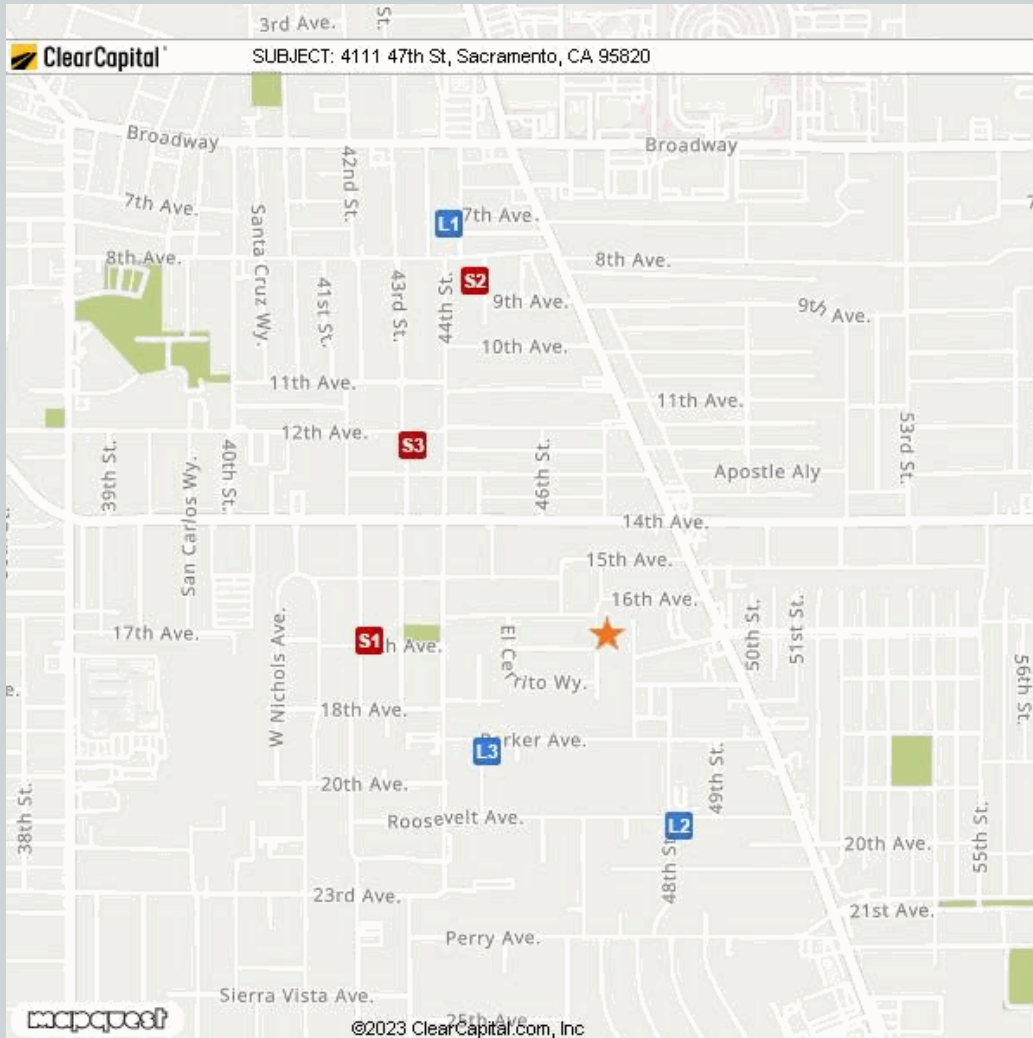 3rd Ave.
St.
ClearCapital
SUBJECT: 4111 47th St, Sacramento, CA 95820
Broadway
Broadway
42nd St.
7th Ave.
Santa Cruz Wy.
L1
7th Ave.
8th Ave.
8th Ave.
41st St.
43rd St.
44th St.
S2
9th Ave.
9th Ave.
10th Ave.
11th Ave.
11th Ave.
12th Ave.
S3
39th St.
San Carlos Wy.
40th St.
46th St.
53rd St.
Apostle Aly
14th Ave.
15th Ave.
16th Ave.
17th Ave.
W Nichols Ave.
S1
h Ave.
El Cerrito Wy.
50th St.
51st St.
56th St.
18th Ave.
L3
rker Ave.
20th Ave.
49th St.
38th St.
Roosevelt Ave.
L2
48th St.
20th Ave.
55th St.
23rd Ave.
21st Ave.
Perry Ave.
Sierra Vista Ave.
mapquest
25th Ave.
©2023 ClearCapital.com, Inc